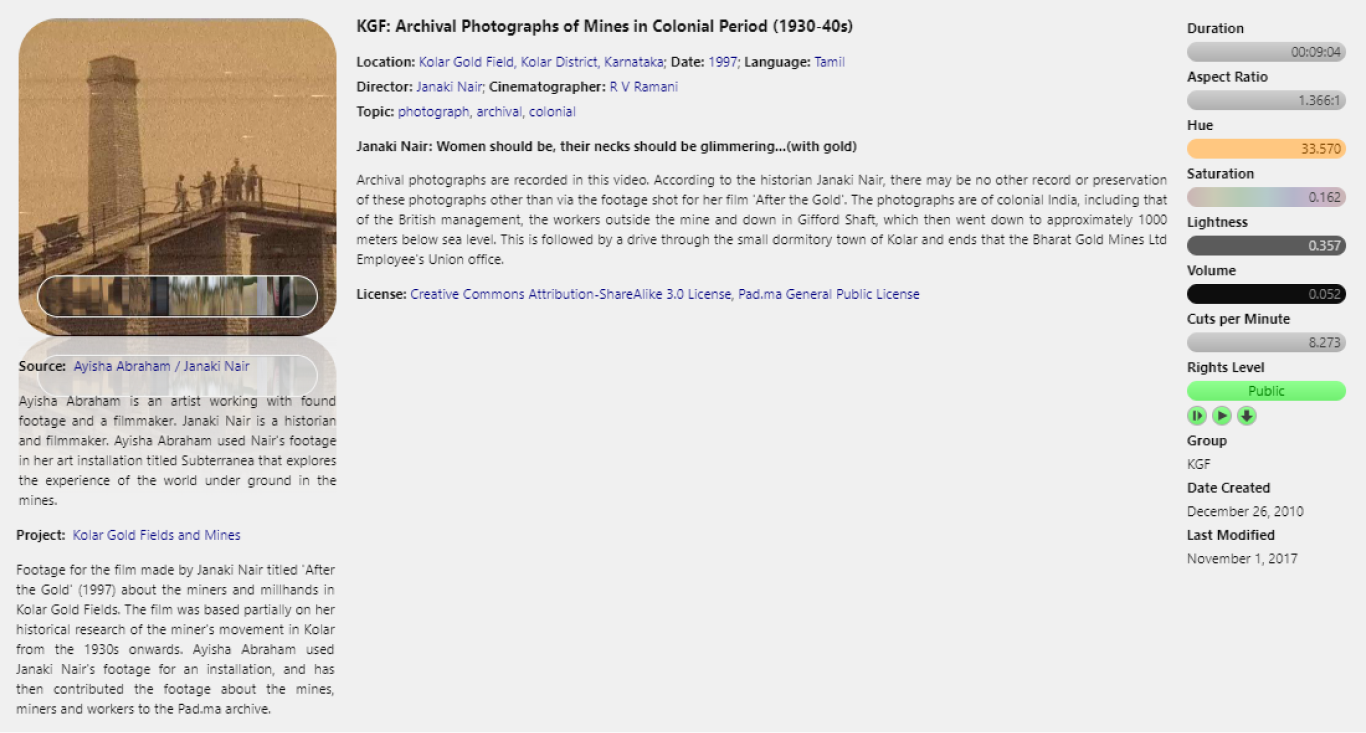 KGF: Archival Photographs of Mines in Colonial Period (1930-40s)
Location: Kolar Gold Field, Kolar District, Karnataka; Date: 1997; Language: Tamil
Director: Janaki Nair; Cinematographer: R V Ramani
Topic: photograph, archival, colonial
Janaki Nair: Women should be, their necks should be glimmering...(with gold)
Archival photographs are recorded in this video. According to the historian Janaki Nair, there may be no other record or preservation
of these photographs other than via the footage shot for her film 'After the Gold'. The photographs are of colonial India, including that
of the British management, the workers outside the mine and down in Gifford Shaft, which then went down to approximately 1000
meters below sea level. This is followed by a drive through the small dormitory town of Kolar and ends that the Bharat Gold Mines Ltd
Employee's Union office.
License: Creative Commons Attribution-ShareAlike 3.0 License, Pad.ma General Public License
Source: Ayisha Abraham / Janaki Nair
Ayisha Abraham is an artist working with found
footage and a filmmaker. Janaki Nair is a historian
and filmmaker. Ayisha Abraham used Nair's footage
in her art installation titled Subterranea that explores
the experience of the world under ground in the
mines.
Project: Kolar Gold Fields and Mines
Footage for the film made by Janaki Nair titled 'After
the Gold' (1997) about the miners and millhands in
Kolar Gold Fields. The film was based partially on her
historical research of the miner's movement in Kolar
from the 1930s onwards. Ayisha Abraham used
Janaki Nair's footage for an installation, and has
then contributed the footage about the mines,
miners and workers to the Pad.ma archive.
Duration
00:09:04
Aspect Ratio
1.366:1
Hue
33.570
Saturation
0.162
Lightness
0.357
Volume
0.052
Cuts per Minute
8.273
Rights Level
Public
Group
KGF
Date Created
December 26, 2010
Last Modified
November 1, 2017